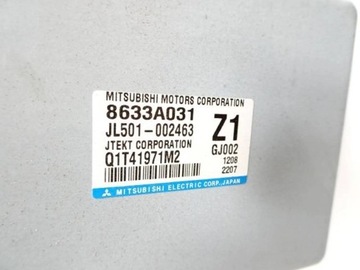 MITSUBISHI MOTORS CORPORATION
8633A031
JL501-002463
Z1
JTEKT CORPORATION
GJ002
Q1T41971M2
1208
2207
MITSUBISHI ELECTRIC CORP.JAPAN